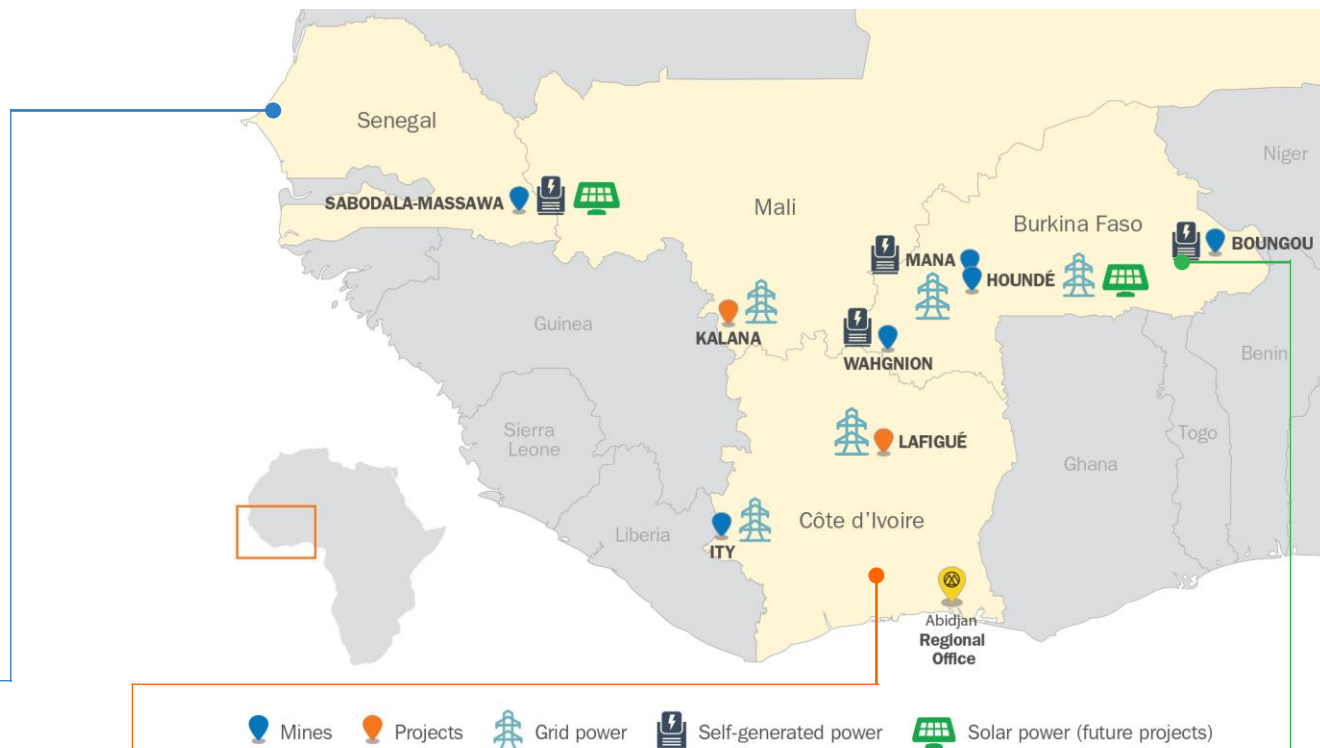 Senegal
Niger
SABODALA-MASSAWA
Mali
Burkina Faso
BOUNGOU
MANA
HOUNDÉ
Guinea
KALANA
WAHGNION
Benin
Sierra
Leone
LAFIGUÉ
Togo
Ghana
Côte d’Ivoire
Liberia
ITY
Abidjan
Regional
Office
Mines
Projects
Grid power
Self-generated power
Solar power (future projects)